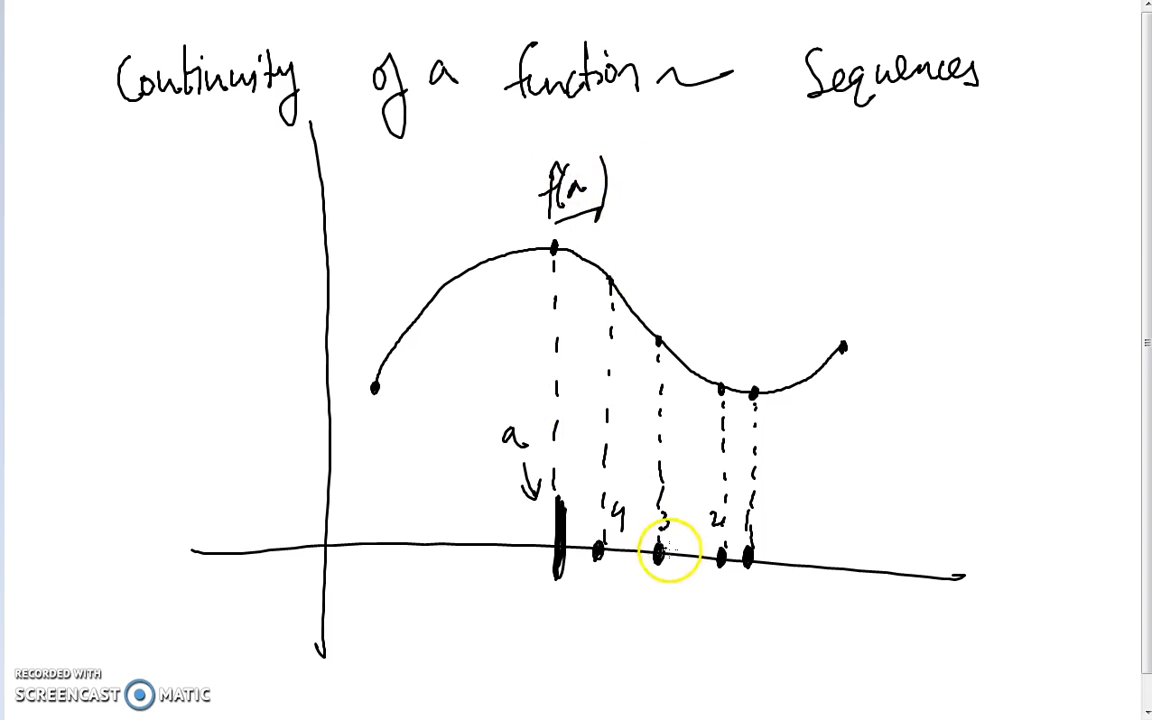 Continuity of a function ~ Sequences
f(x)
a
4 3 2 1
RECORDED WITH
SCREENCAST MATIC